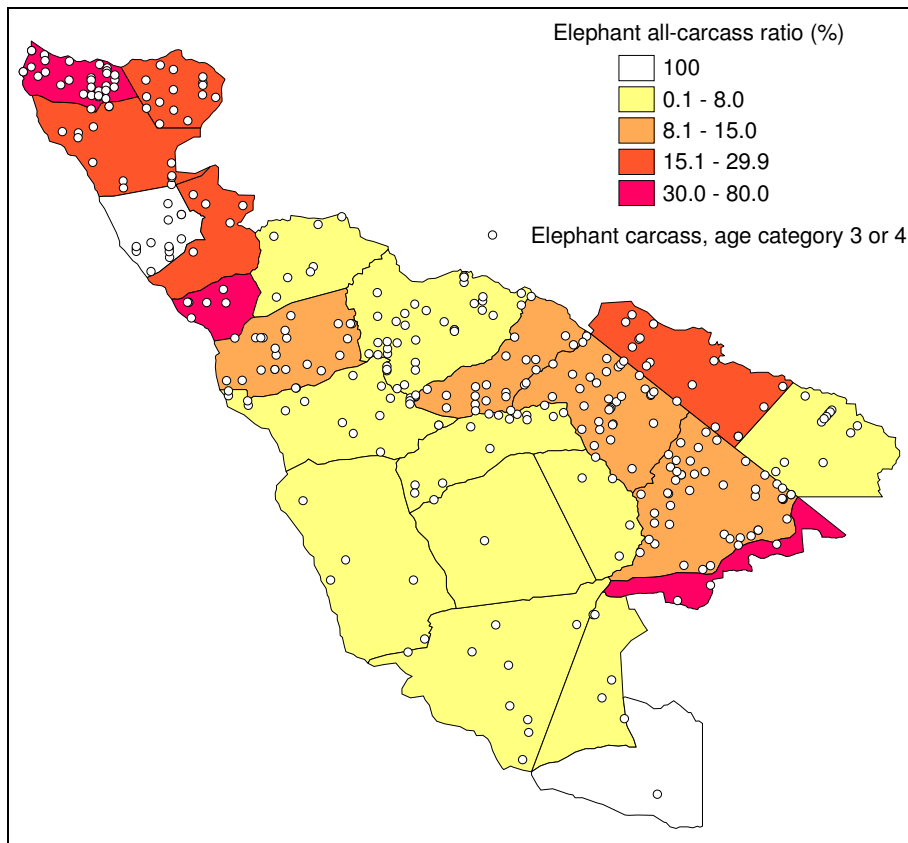 Elephant all-carcass ratio (%)
100
0.1 - 8.0
8.1 - 15.0
15.1 - 29.9
30.0 - 80.0
Elephant carcass, age category 3 or 4